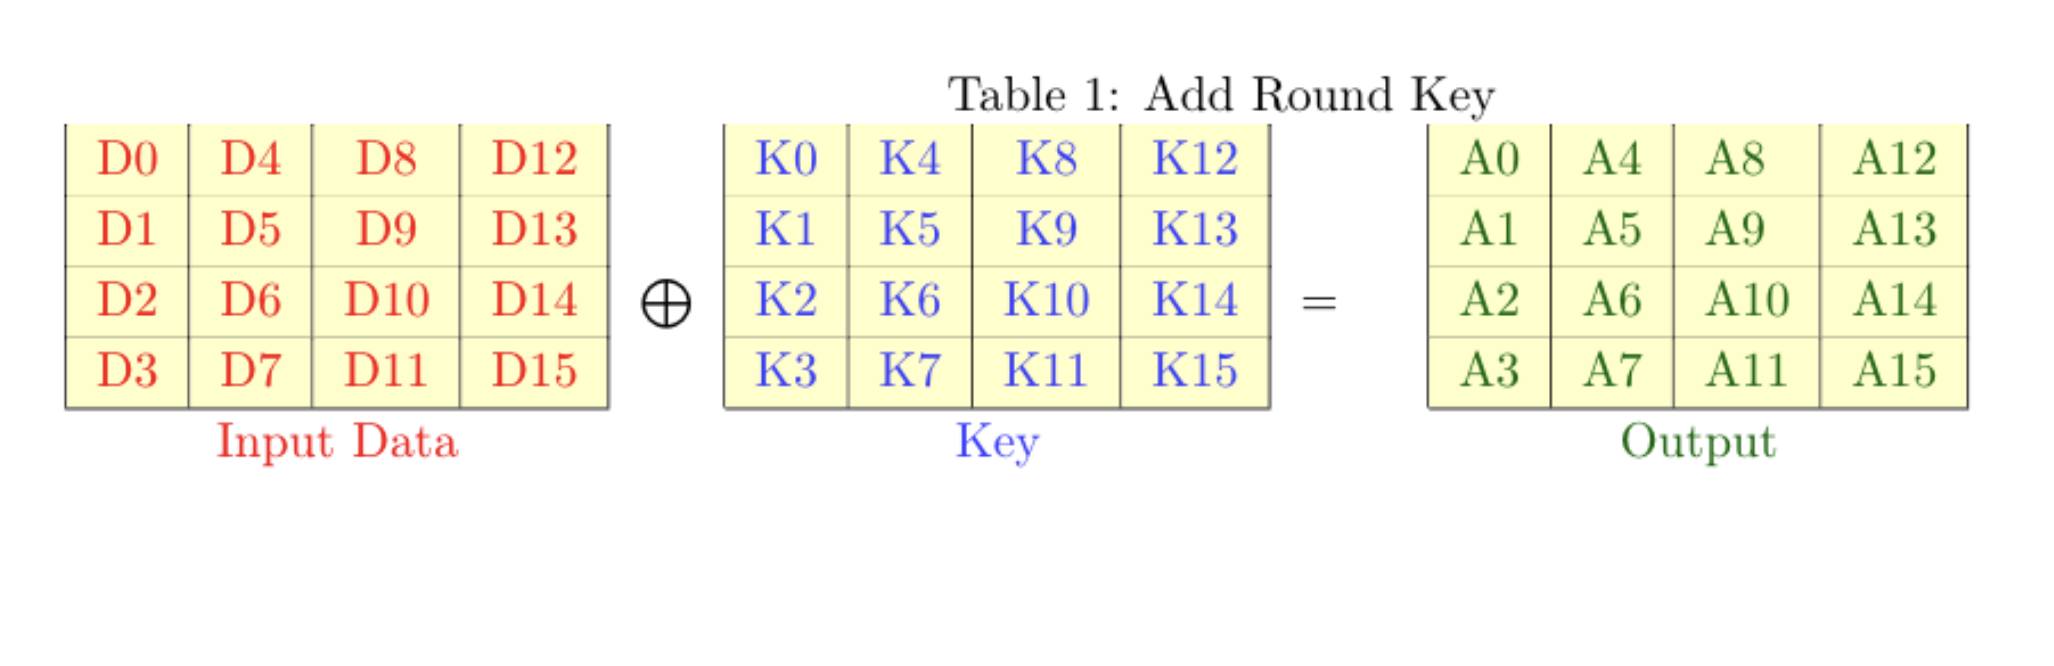 Table 1: Add Round Key
D0 D4 D8 D12 K0 K4 K8 K12 A0 A4 A8 A12
D1 D5 D9 D13 K1 K5 K9 K13 A1 A5 A9 A13
D2 D6 D10 D14 ⊕ K2 K6 K10 K14 = A2 A6 A10 A14
D3 D7 D11 D15 K3 K7 K11 K15 A3 A7 A11 A15
Input Data Key Output